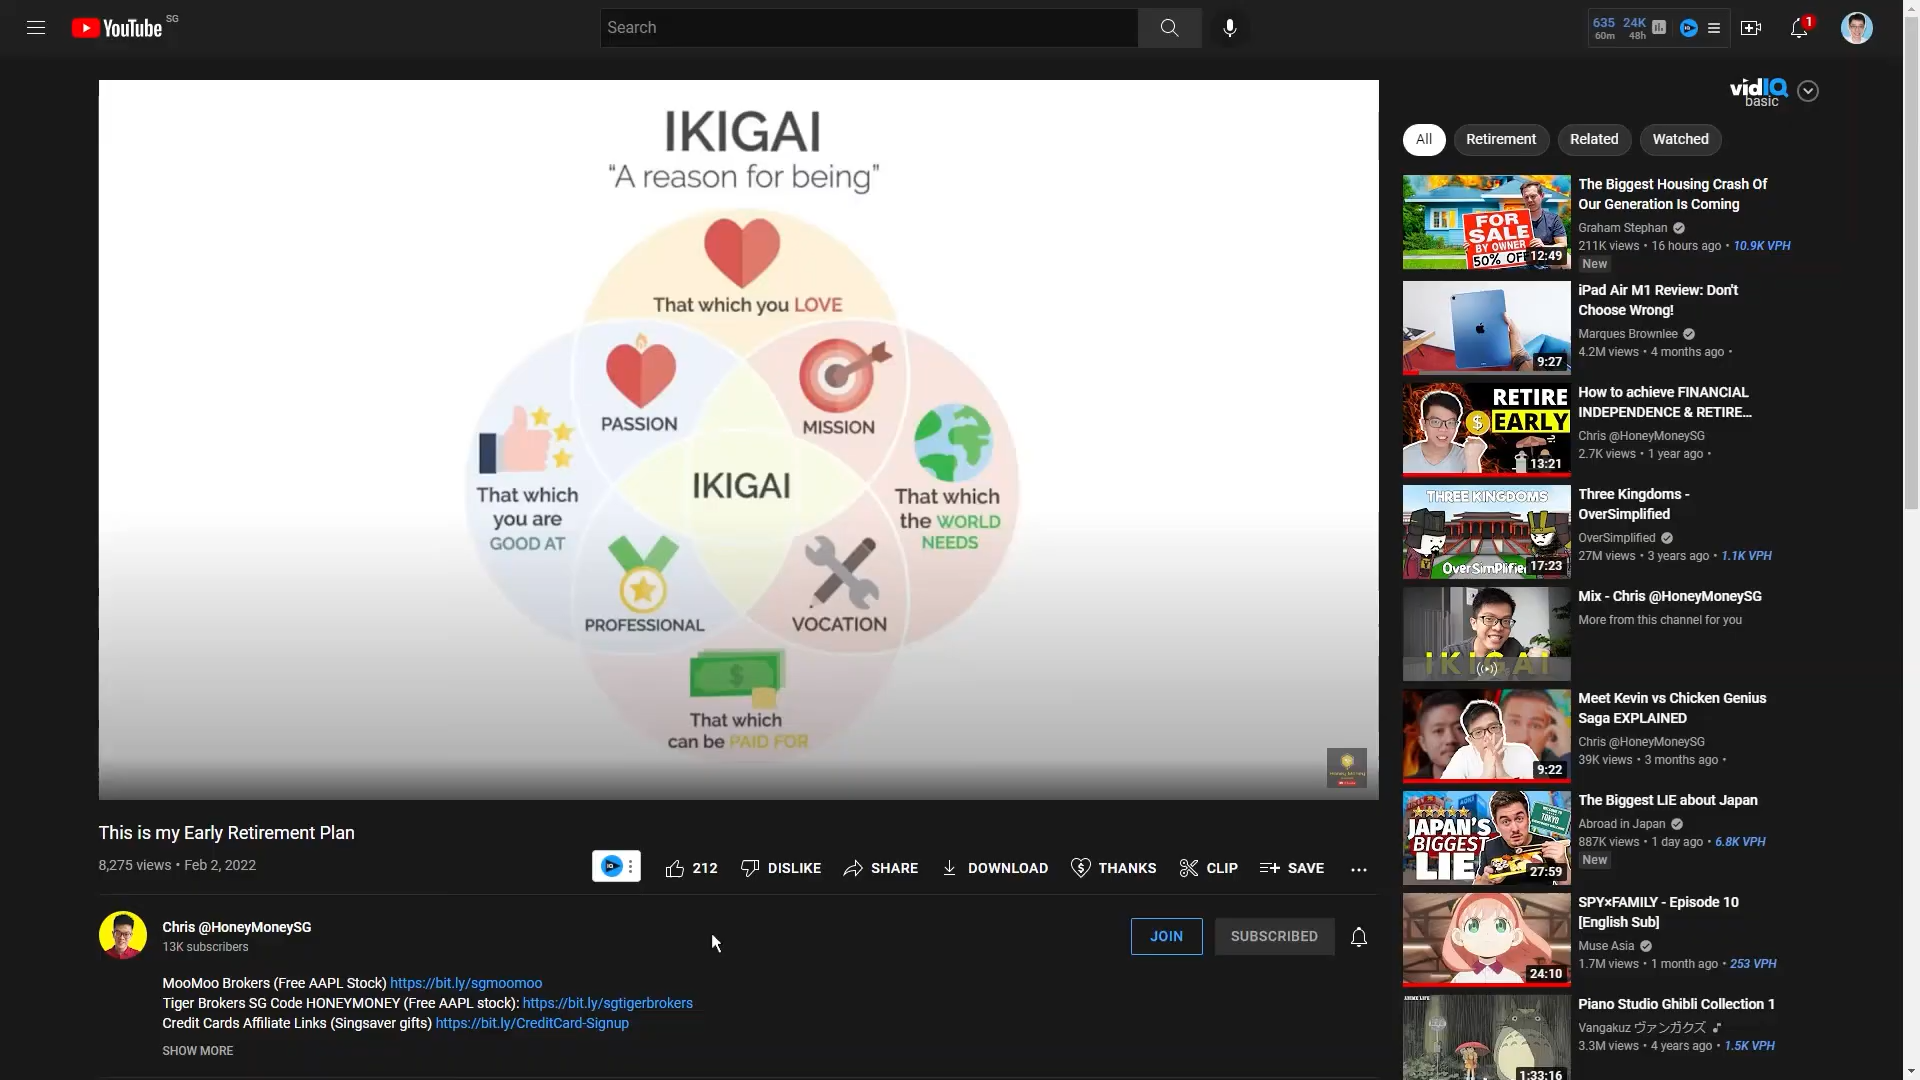 YouTube SG
Search
635 24K
60m 48h
1
IKIGAI
“A reason for being”
That which you LOVE
PASSION
MISSION
That which
you are
GOOD AT
IKIGAI
That which
the WORLD
NEEDS
PROFESSIONAL
VOCATION
That which
can be PAID FOR
This is my Early Retirement Plan
8,275 views • Feb 2, 2022
212
DISLIKE
SHARE
DOWNLOAD
THANKS
CLIP
SAVE
Chris @HoneyMoneySG
13K subscribers
JOIN
SUBSCRIBED
MooMoo Brokers (Free AAPL Stock) https://bit.ly/sgmoomoo
Tiger Brokers SG Code HONEYMONEY (Free AAPL stock): https://bit.ly/sgtigerbrokers
Credit Cards Affiliate Links (Singsaver gifts) https://bit.ly/CreditCard-Signup
SHOW MORE
vidIQ
basic
All
Retirement
Related
Watched
FOR
SALE
BY OWNER
50% OFF
12:49
The Biggest Housing Crash Of
Our Generation Is Coming
Graham Stephan
211K views • 16 hours ago • 10.9K VPH
New
9:27
iPad Air M1 Review: Don't
Choose Wrong!
Marques Brownlee
4.2M views • 4 months ago •
RETIRE
EARLY
13:21
How to achieve FINANCIAL
INDEPENDENCE & RETIRE...
Chris @HoneyMoneySG
2.7K views • 1 year ago •
THREE KINGDOMS
OverSimplifie
17:23
Three Kingdoms -
OverSimplified
OverSimplified
27M views • 3 years ago • 1.1K VPH
IKIGAI
Mix - Chris @HoneyMoneySG
More from this channel for you
9:22
Meet Kevin vs Chicken Genius
Saga EXPLAINED
Chris @HoneyMoneySG
39K views • 3 months ago •
JAPAN'S
BIGGEST
LIE
WELCOME TO
TOKYO
27:59
The Biggest LIE about Japan
Abroad in Japan
887K views • 1 day ago • 6.8K VPH
New
24:10
SPY×FAMILY - Episode 10
[English Sub]
Muse Asia
1.7M views • 1 month ago • 253 VPH
ANIME LIFE
1:33:16
Piano Studio Ghibli Collection 1
Vangakuz ヴァンガクズ
3.3M views • 4 years ago • 1.5K VPH